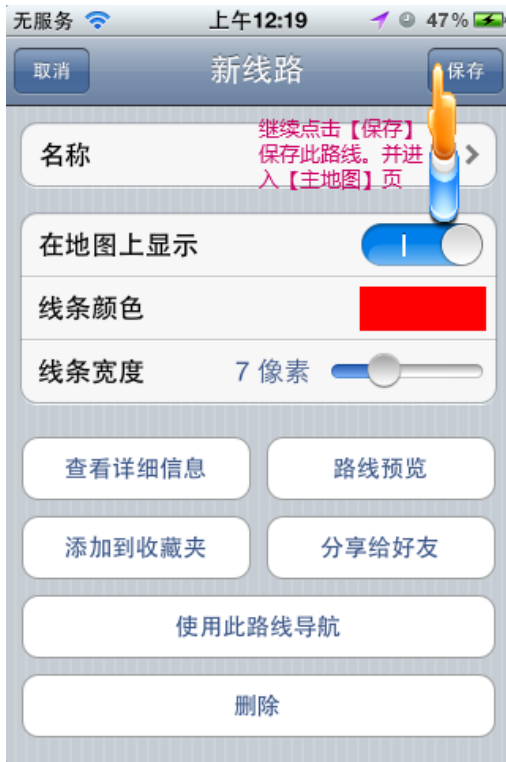 无服务 上午12:19 47%
取消 新线路 保存
继续点击【保存】
名称 保存此路线。并进
入【主地图】页
在地图上显示
线条颜色
线条宽度 7 像素
查看详细信息 路线预览
添加到收藏夹 分享给好友
使用此路线导航
删除